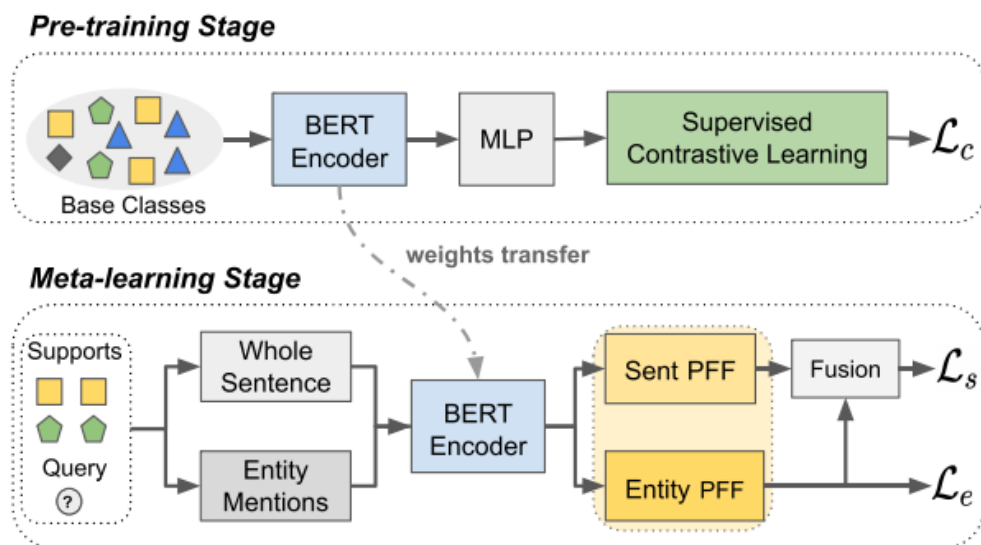 Pre-training Stage
BERT
Encoder
MLP
Supervised
Contrastive Learning
ℒc
Base Classes
weights transfer
Meta-learning Stage
Supports
Query
?
Whole
Sentence
Entity
Mentions
BERT
Encoder
Sent PFF
Entity PFF
Fusion
ℒs
ℒe